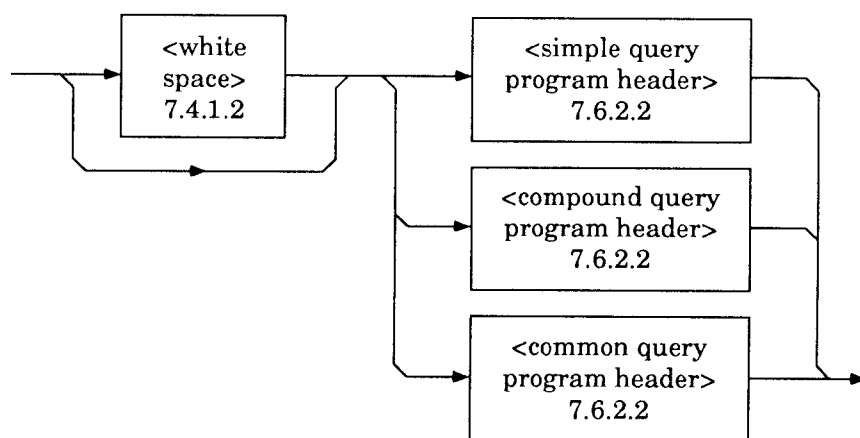 <white
space>
7.4.1.2
<simple query
program header>
7.6.2.2
<compound query
program header>
7.6.2.2
<common query
program header>
7.6.2.2